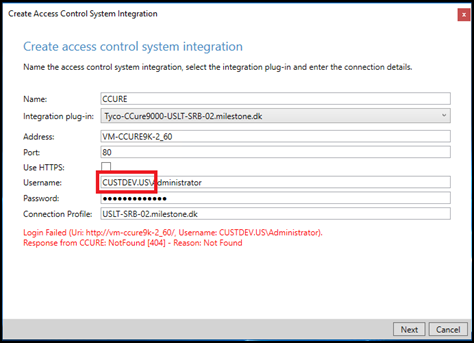 Create Access Control System Integration
x
Create access control system integration
Name the access control system integration, select the integration plug-in and enter the connection details.
Name: CCURE
Integration plug-in: Tyco-CCure9000-USLT-SRB-02.milestone.dk
Address: VM-CCURE9K-2_60
Port: 80
Use HTTPS:
Username: CUSTDEV.US\Administrator
Password: ●●●●●●●●●●●●●
Connection Profile: USLT-SRB-02.milestone.dk
Login Failed (Uri: http://vm-ccure9k-2_60/, Username: CUSTDEV.US\Administrator).
Response from CCURE: NotFound [404] - Reason: Not Found
Next Cancel